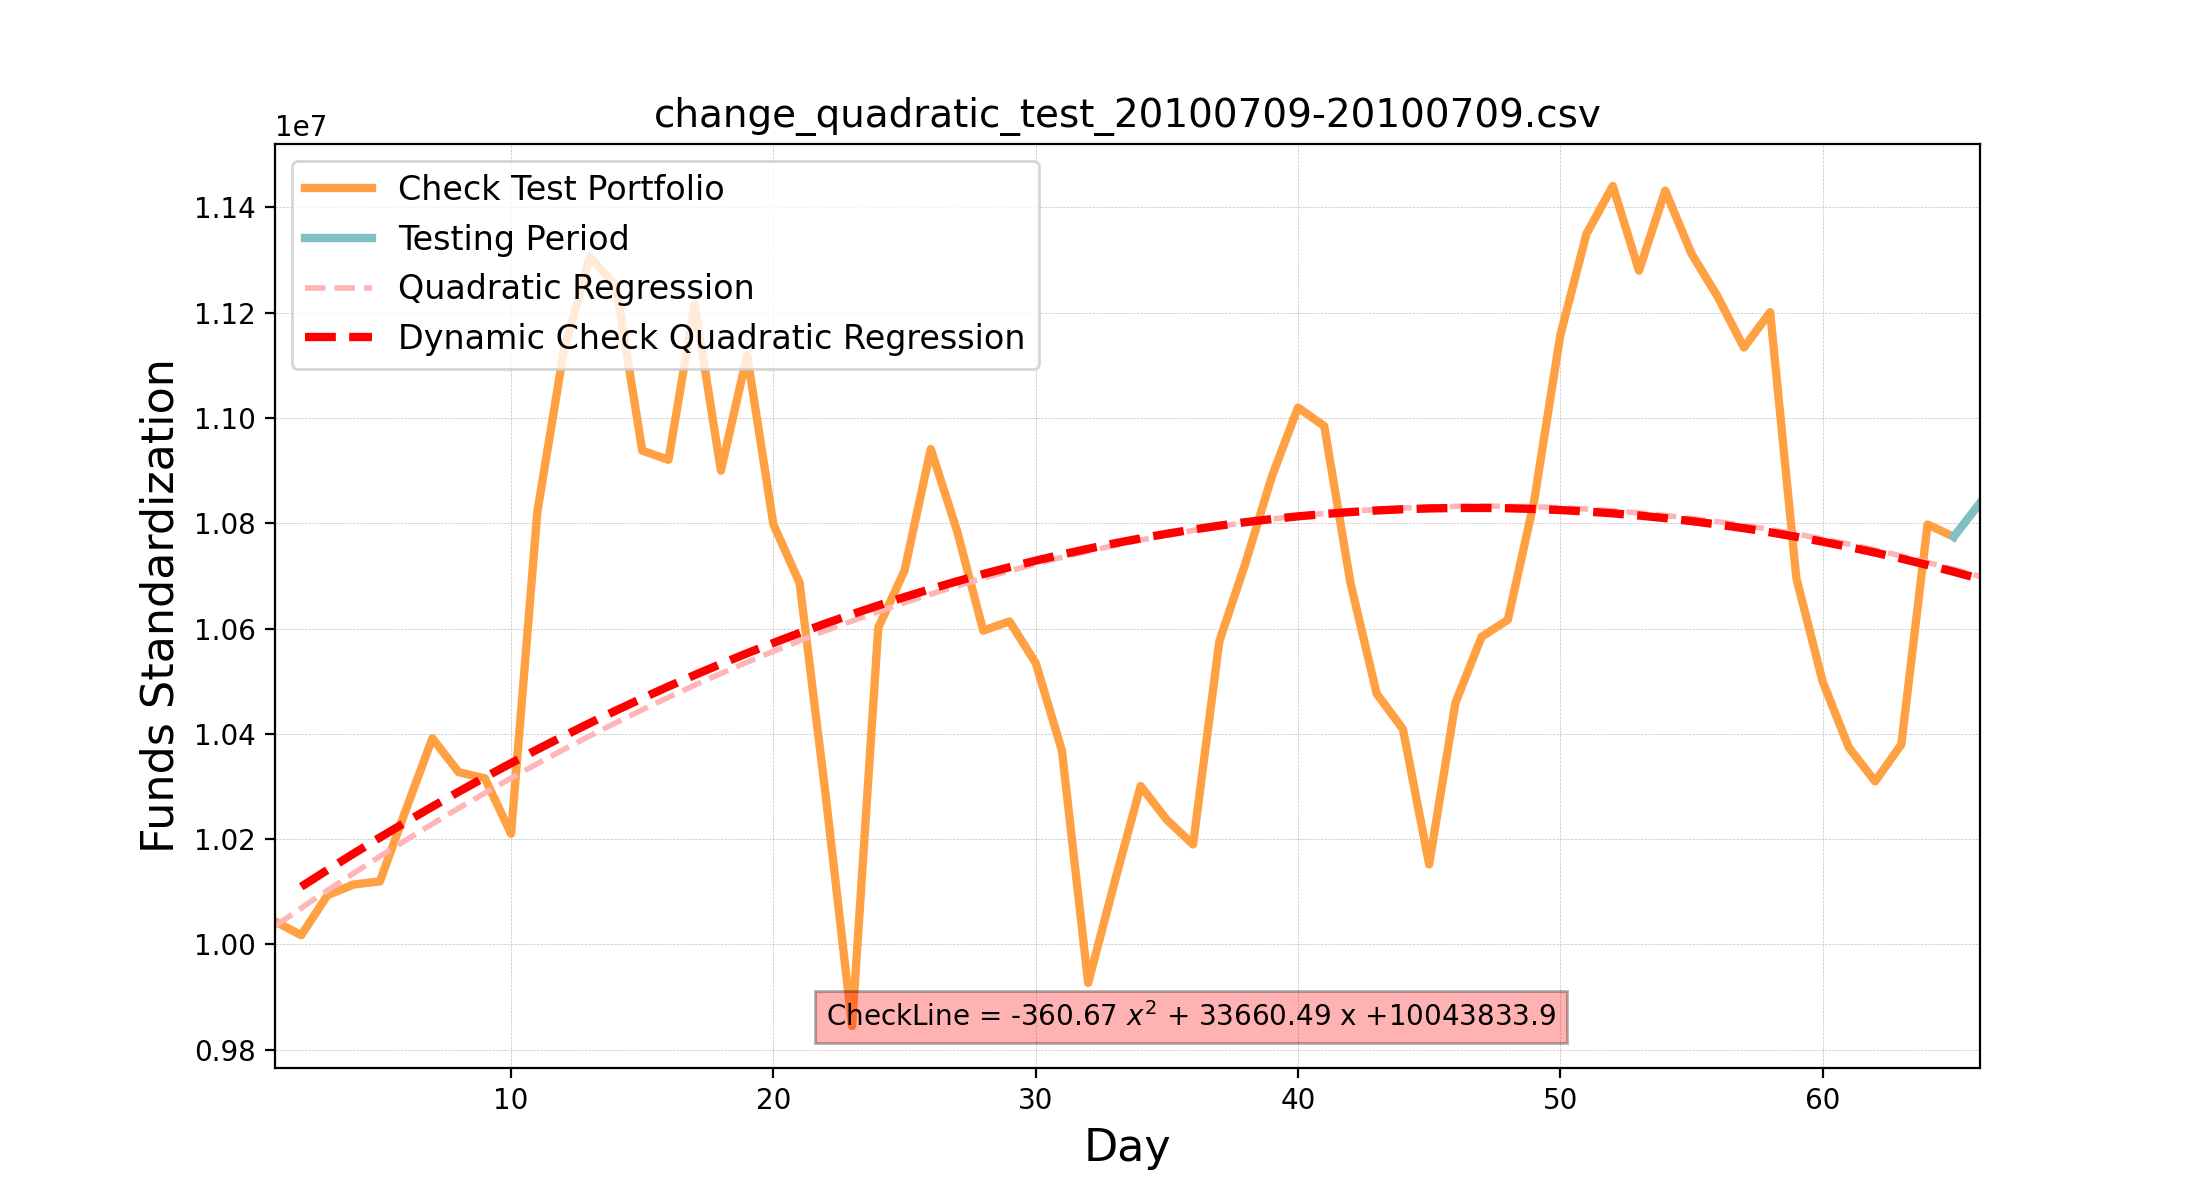 change_quadratic_test_20100709-20100709.csv
1e7
Check Test Portfolio
Testing Period
Quadratic Regression
Dynamic Check Quadratic Regression
1.14
1.12
1.10
1.08
1.06
1.04
1.02
1.00
0.98
Funds Standardization
CheckLine = -360.67 x² + 33660.49 x +10043833.9
10 20 30 40 50 60
Day